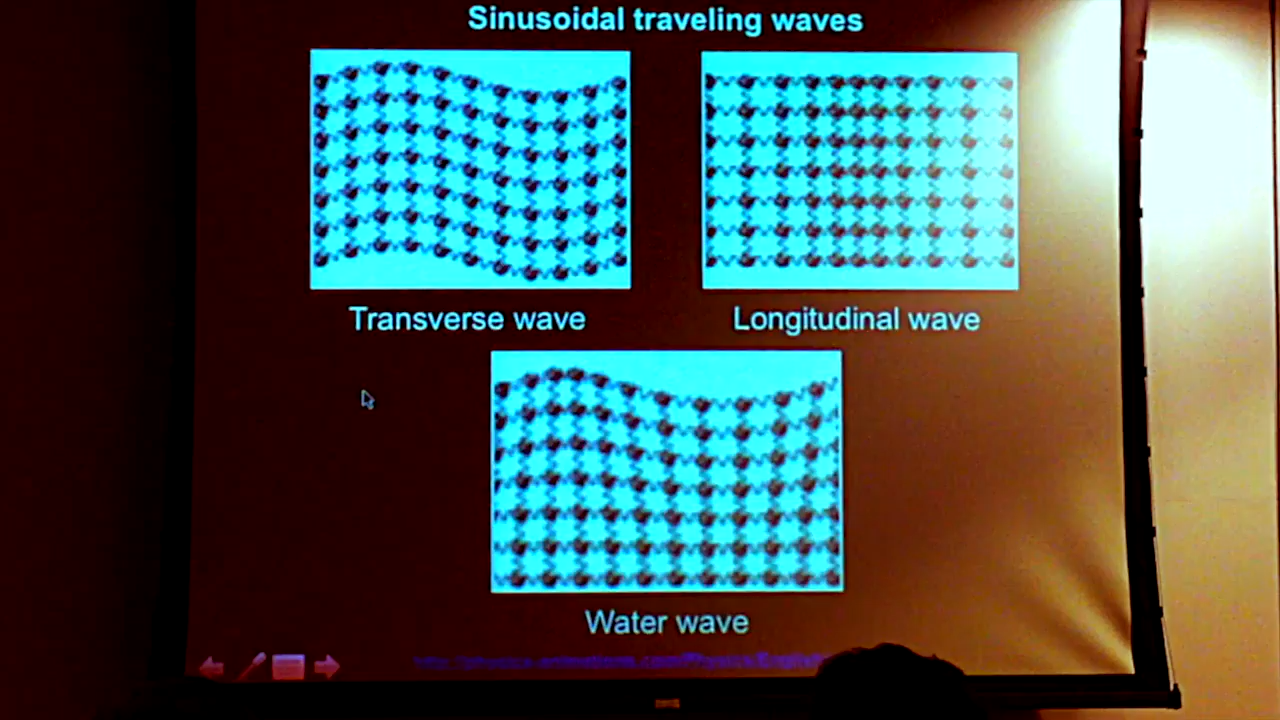 Sinusoidal traveling waves
Transverse wave
Longitudinal wave
Water wave